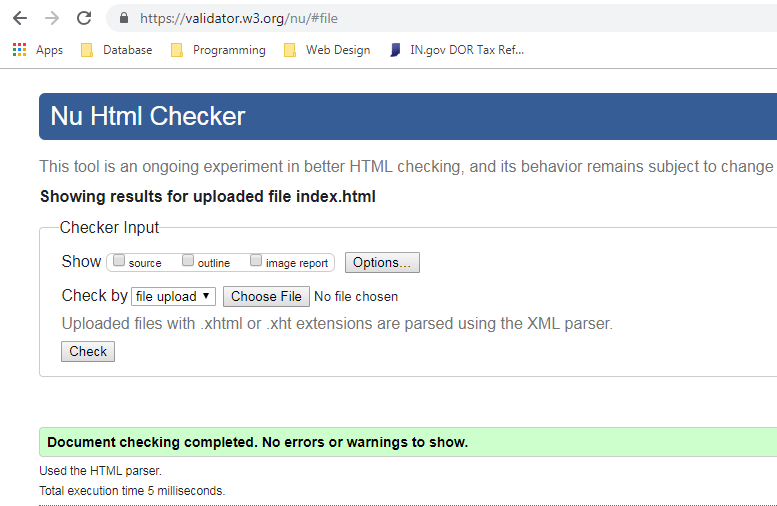 https://validator.w3.org/nu/#file
Apps Database Programming Web Design IN.gov DOR Tax Ref...
Nu Html Checker
This tool is an ongoing experiment in better HTML checking, and its behavior remains subject to change
Showing results for uploaded file index.html
Checker Input
Show source outline image report Options...
Check by file upload Choose File No file chosen
Uploaded files with .xhtml or .xht extensions are parsed using the XML parser.
Check
Document checking completed. No errors or warnings to show.
Used the HTML parser.
Total execution time 5 milliseconds.